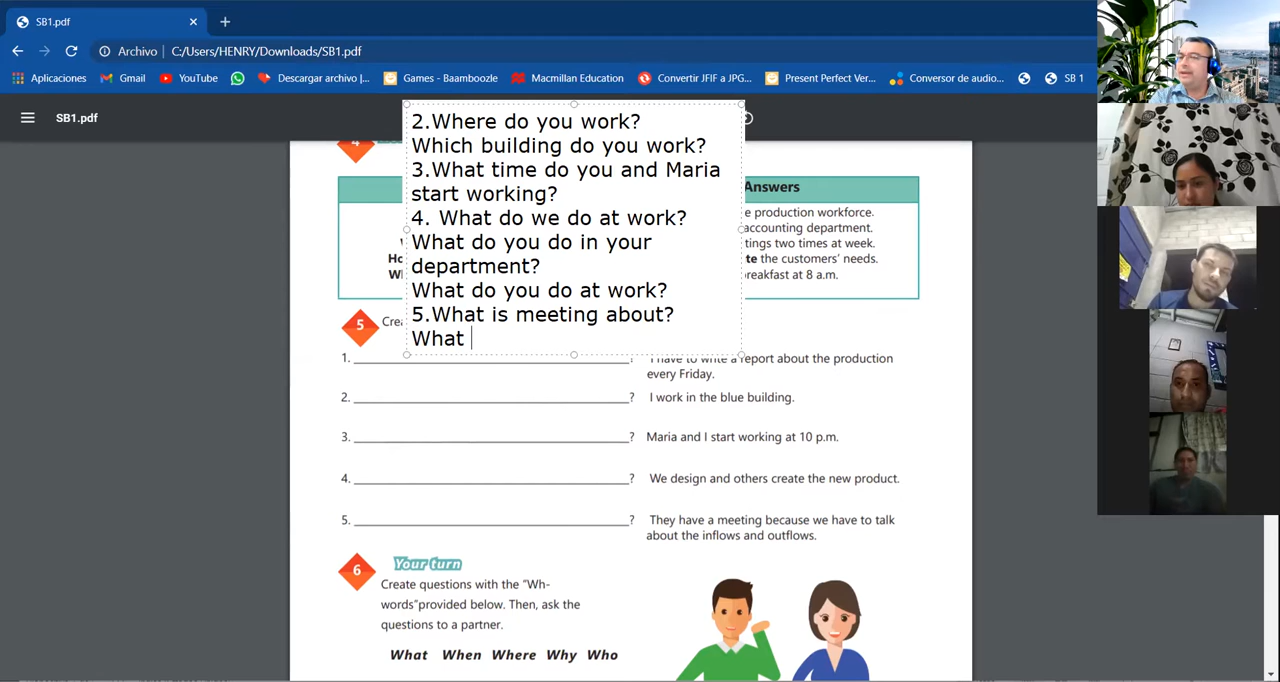 SB1.pdf
Archivo | C:/Users/HENRY/Downloads/SB1.pdf
Aplicaciones Gmail YouTube Descargar archivo |... Games - Baamboozle Macmillan Education Convertir JFIF a JPG... Present Perfect Ver... Conversor de audio... SB 1
SB1.pdf
2.Where do you work?
Which building do you work?
3.What time do you and Maria
start working?
4. What do we do at work?
What do you do in your
department?
What do you do at work?
5.What is meeting about?
What
Answers
e production workforce.
accounting department.
tings two times at week.
Ho
te the customers' needs.
reakfast at 8 a.m.
5 Crea
1. ? I have to write a report about the production
every Friday.
2. ? I work in the blue building.
3. ? Maria and I start working at 10 p.m.
4. ? We design and others create the new product.
5. ? They have a meeting because we have to talk
about the inflows and outflows.
6 Your turn
Create questions with the "Wh-
words"provided below. Then, ask the
questions to a partner.
What When Where Why Who